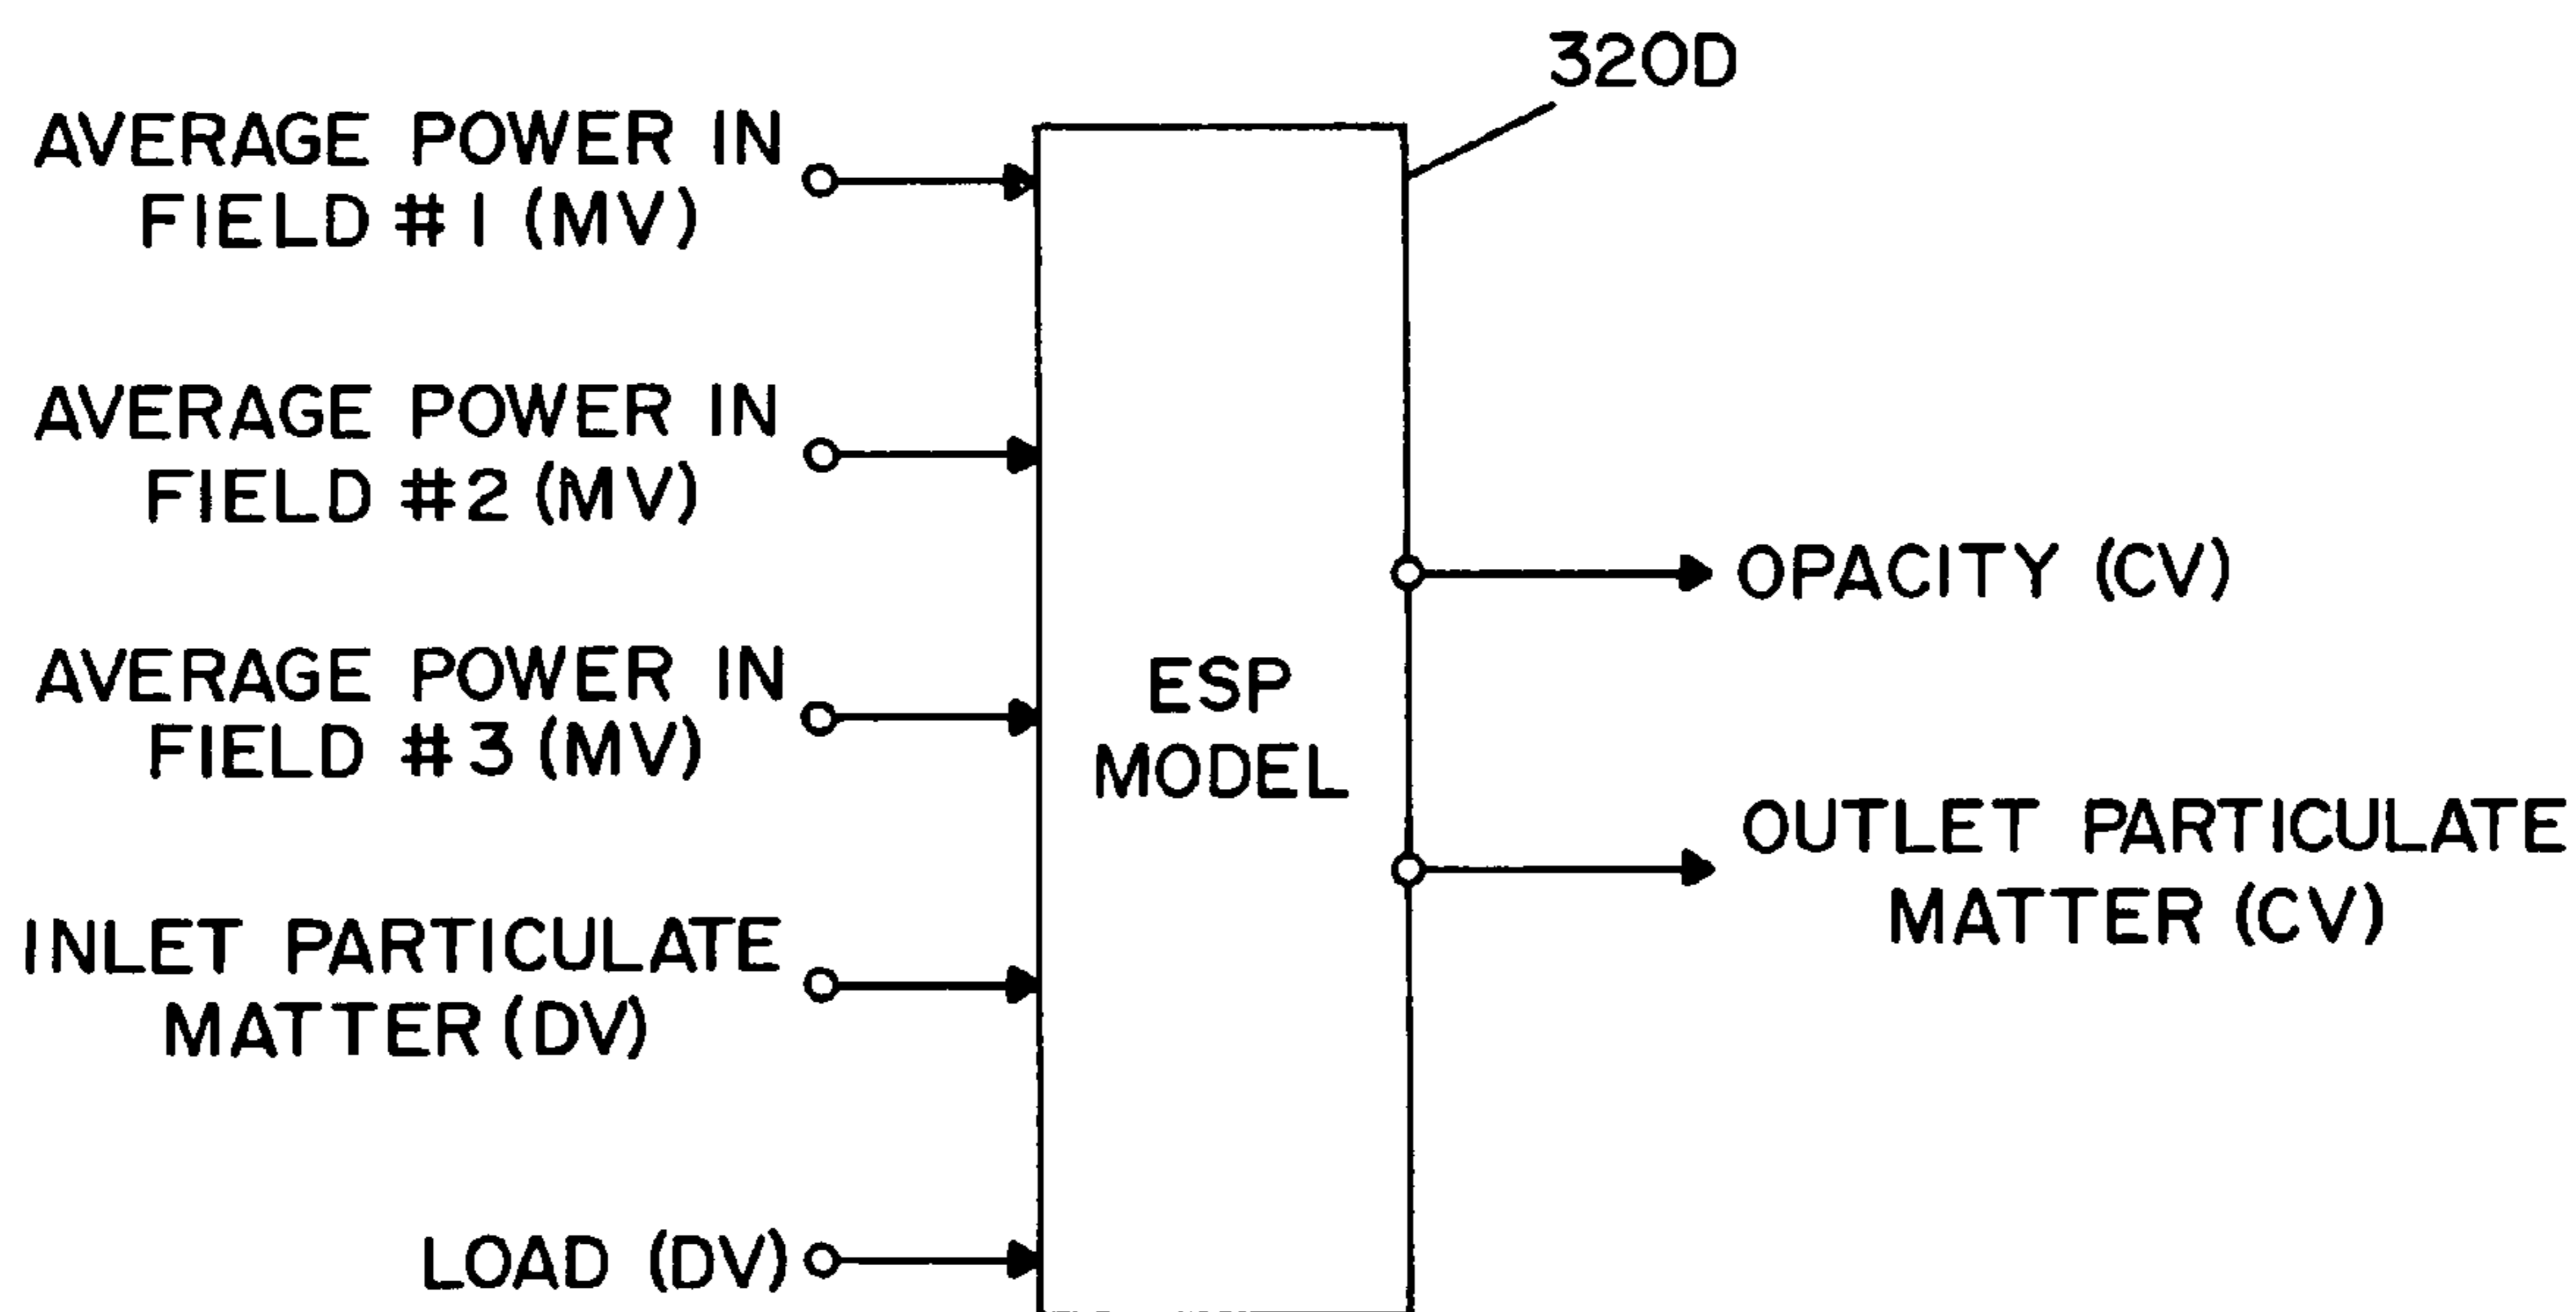 320D
AVERAGE POWER IN
FIELD #1 (MV)
AVERAGE POWER IN
FIELD #2 (MV)
AVERAGE POWER IN
FIELD #3 (MV)
INLET PARTICULATE
MATTER (DV)
LOAD (DV)
ESP
MODEL
OPACITY (CV)
OUTLET PARTICULATE
MATTER (CV)